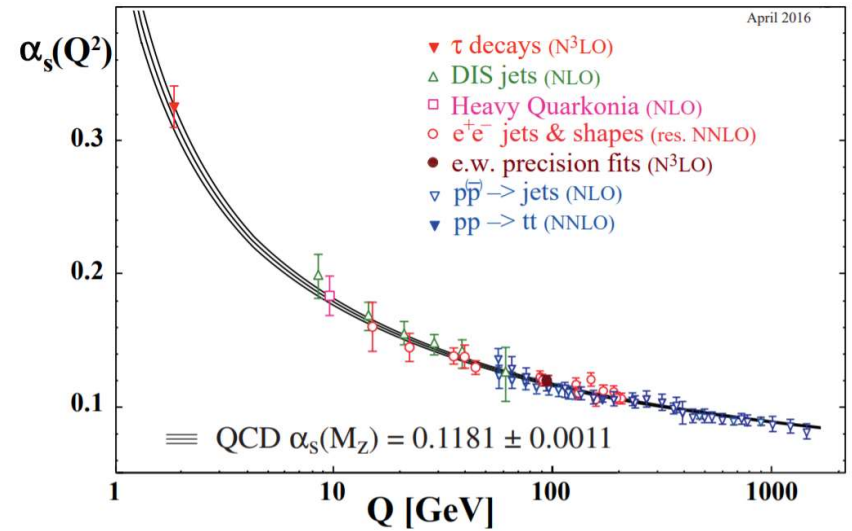 April 2016
αs(Q²)
τ decays (N³LO)
DIS jets (NLO)
Heavy Quarkonia (NLO)
e⁺e⁻ jets & shapes (res. NNLO)
e.w. precision fits (N³LO)
pp(–) –> jets (NLO)
pp –> tt (NNLO)
0.3
0.2
0.1
QCD αs(Mz) = 0.1181 ± 0.0011
1 10 100 1000
Q [GeV]